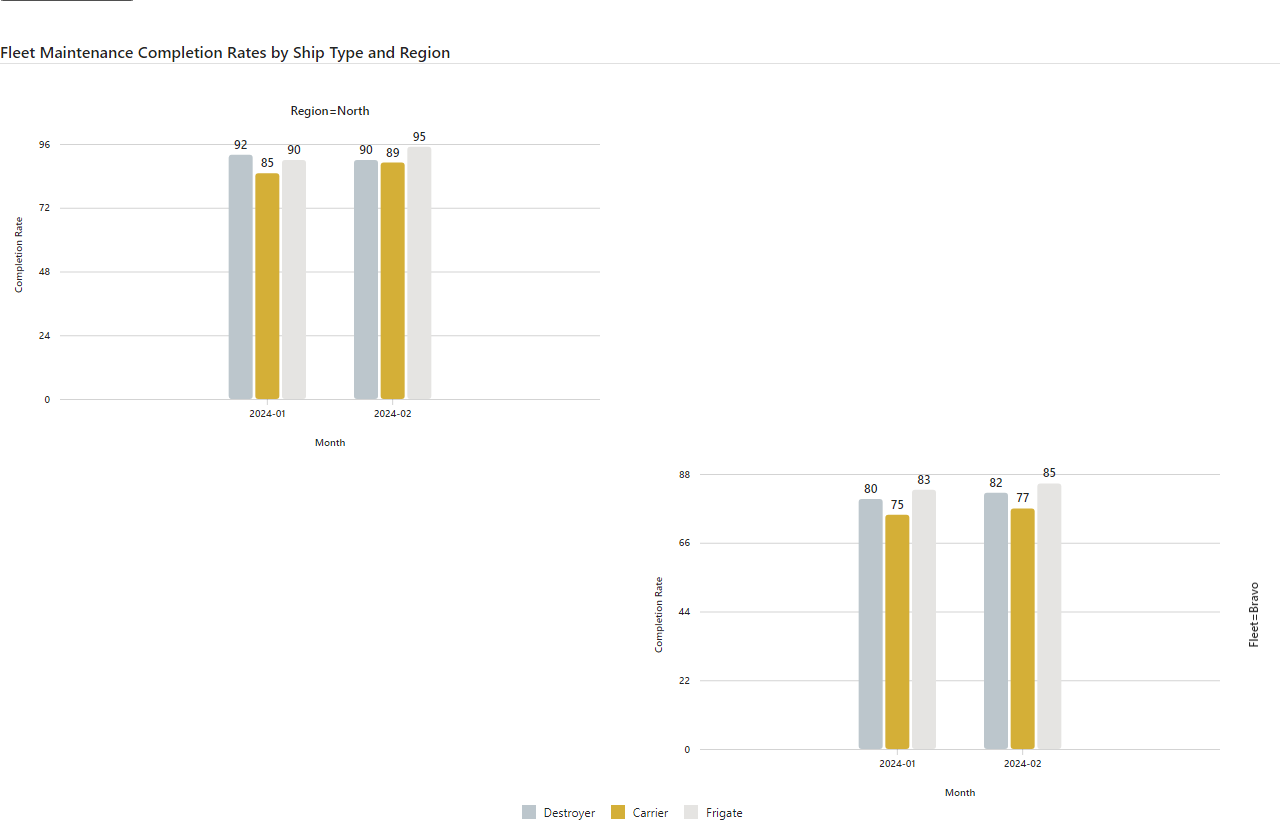 Fleet Maintenance Completion Rates by Ship Type and Region
Region=North
Completion Rate
96
72
48
24
0
92
85
90
90
89
95
2024-01
2024-02
Month
Completion Rate
88
66
44
22
0
80
75
83
82
77
85
2024-01
2024-02
Month
Fleet=Bravo
Destroyer
Carrier
Frigate